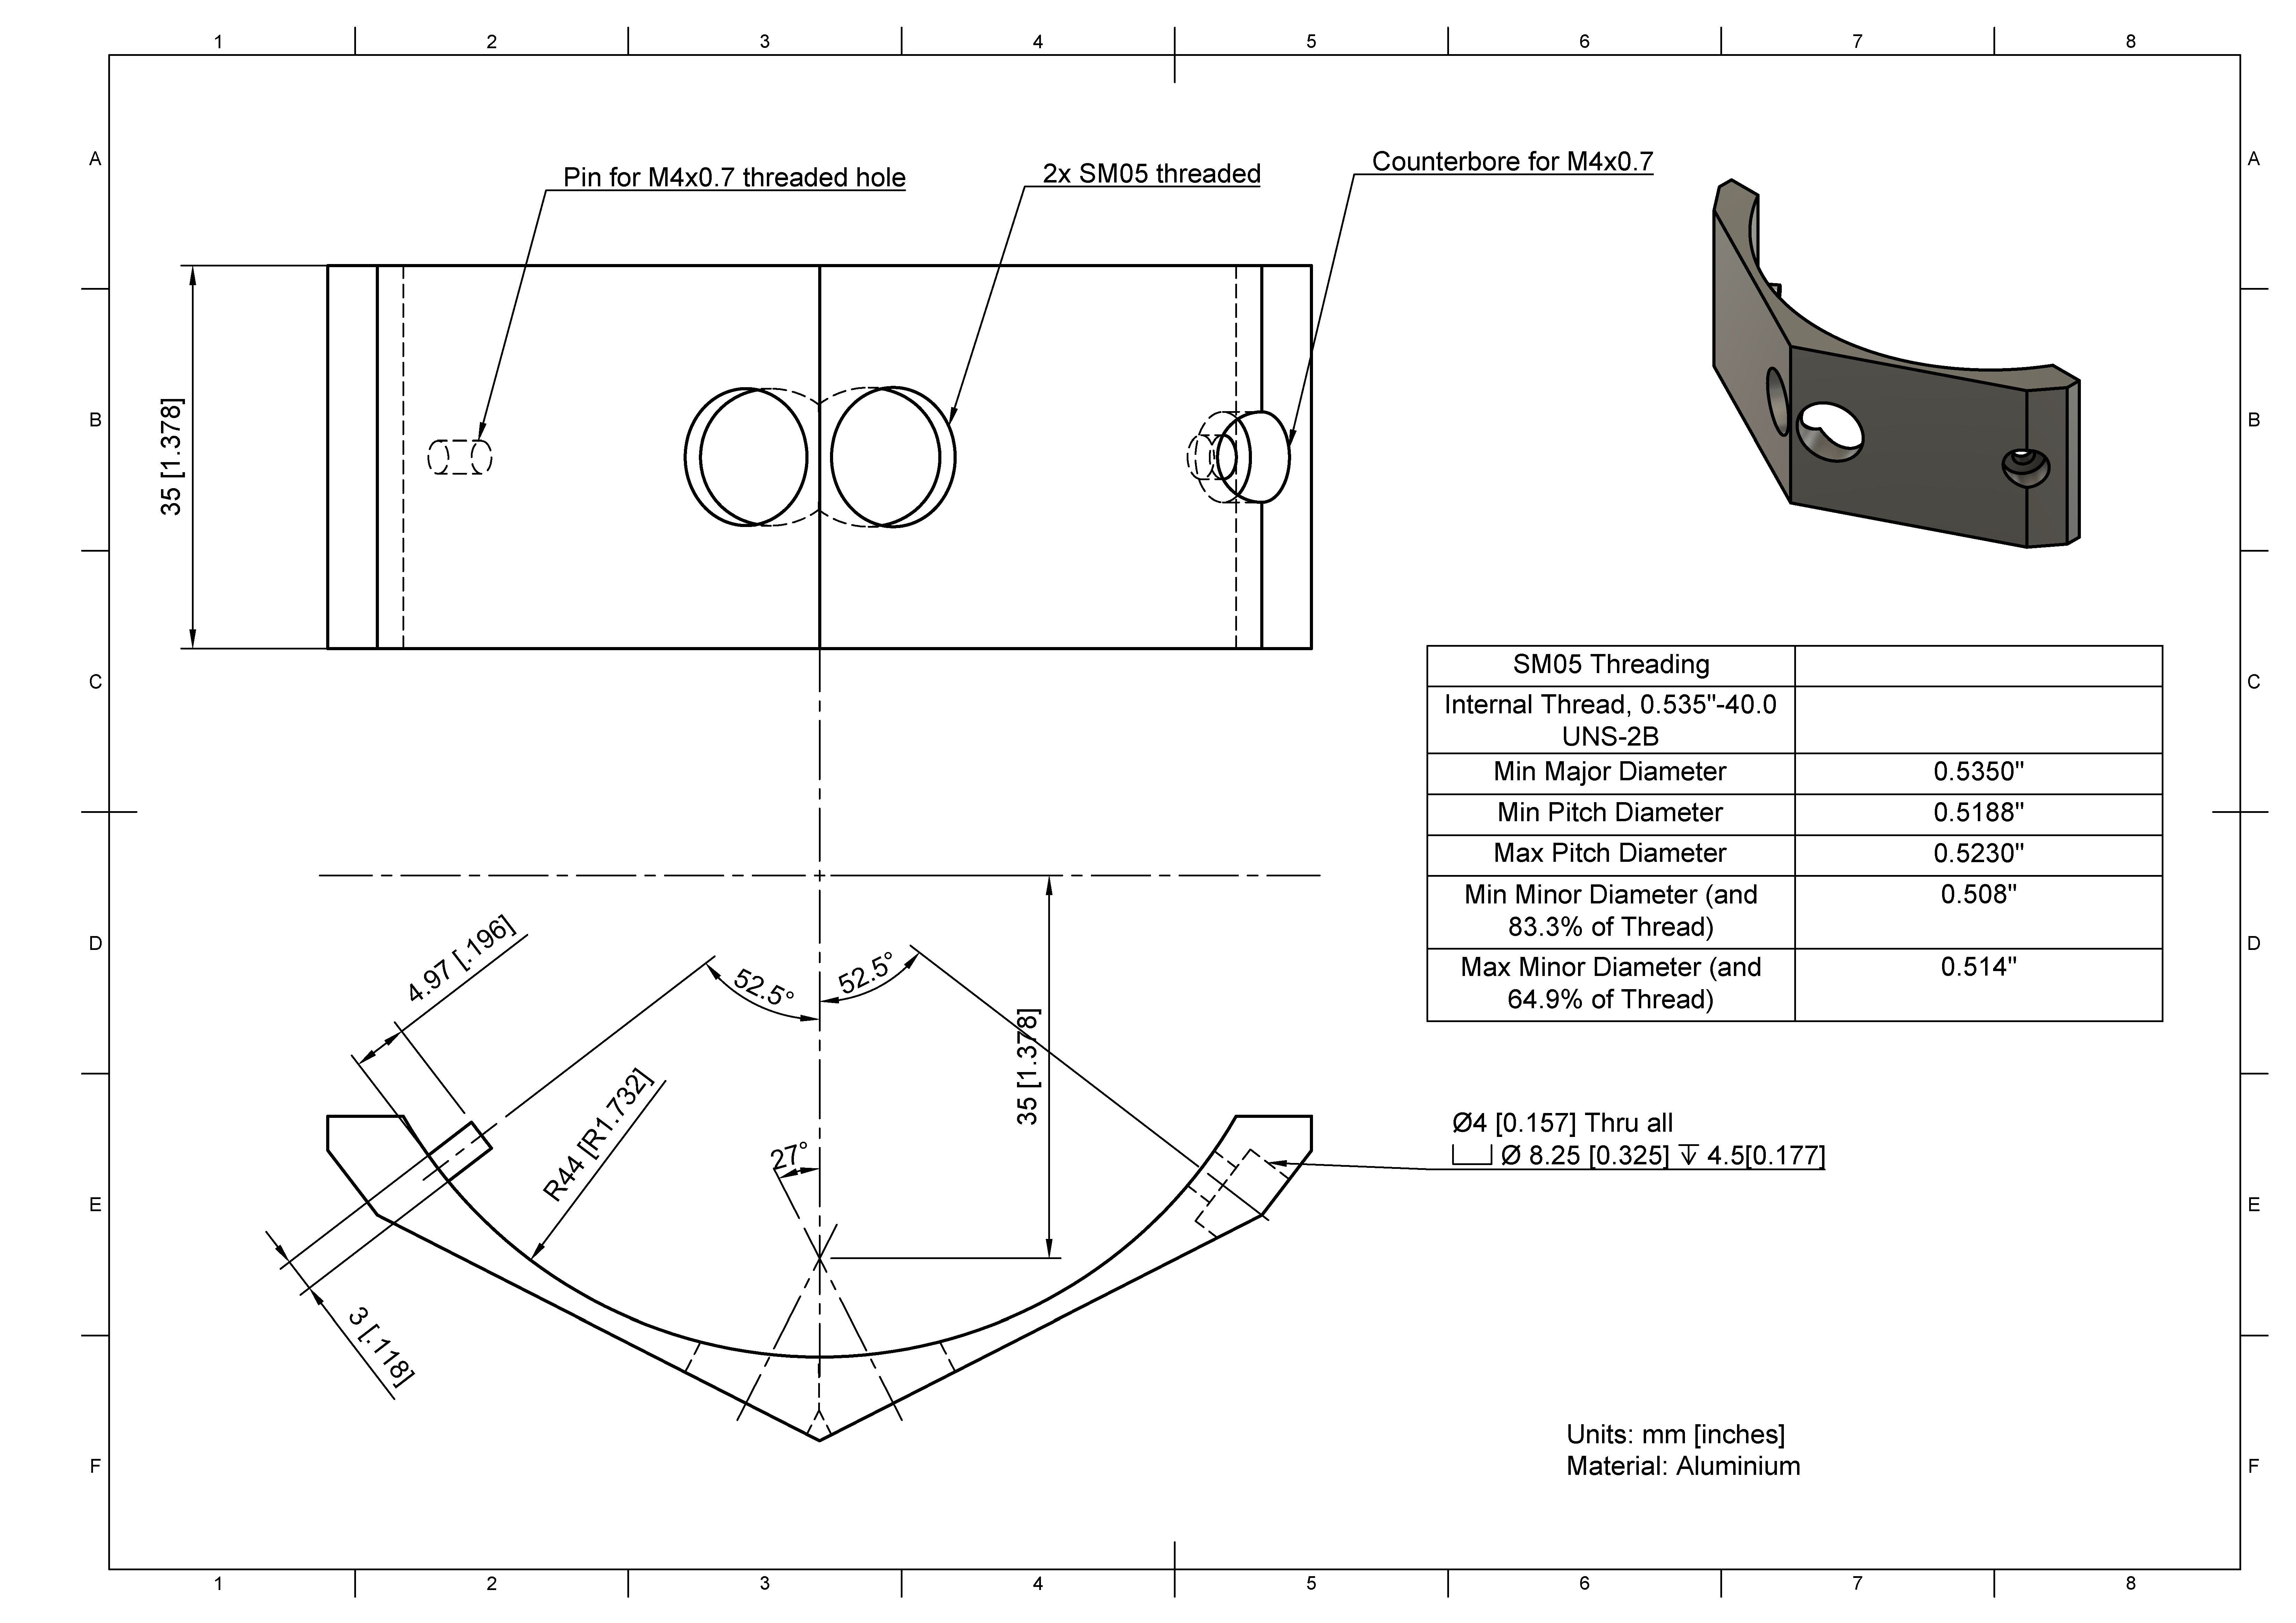 1 2 3 4 5 6 7 8
A A
Pin for M4x0.7 threaded hole
2x SM05 threaded
Counterbore for M4x0.7
B B
35 [1.378]
C C
SM05 Threading
Internal Thread, 0.535"-40.0
UNS-2B
Min Major Diameter 0.5350"
Min Pitch Diameter 0.5188"
Max Pitch Diameter 0.5230"
Min Minor Diameter (and 0.508"
83.3% of Thread)
Max Minor Diameter (and 0.514"
64.9% of Thread)
D D
4.97 [.196]
52.5°
52.5°
35 [1.378]
R44 [R1.732]
27°
Ø4 [0.157] Thru all
⌴ Ø 8.25 [0.325] ↧ 4.5[0.177]
E E
3 [.118]
Units: mm [inches]
Material: Aluminium
F F
1 2 3 4 5 6 7 8